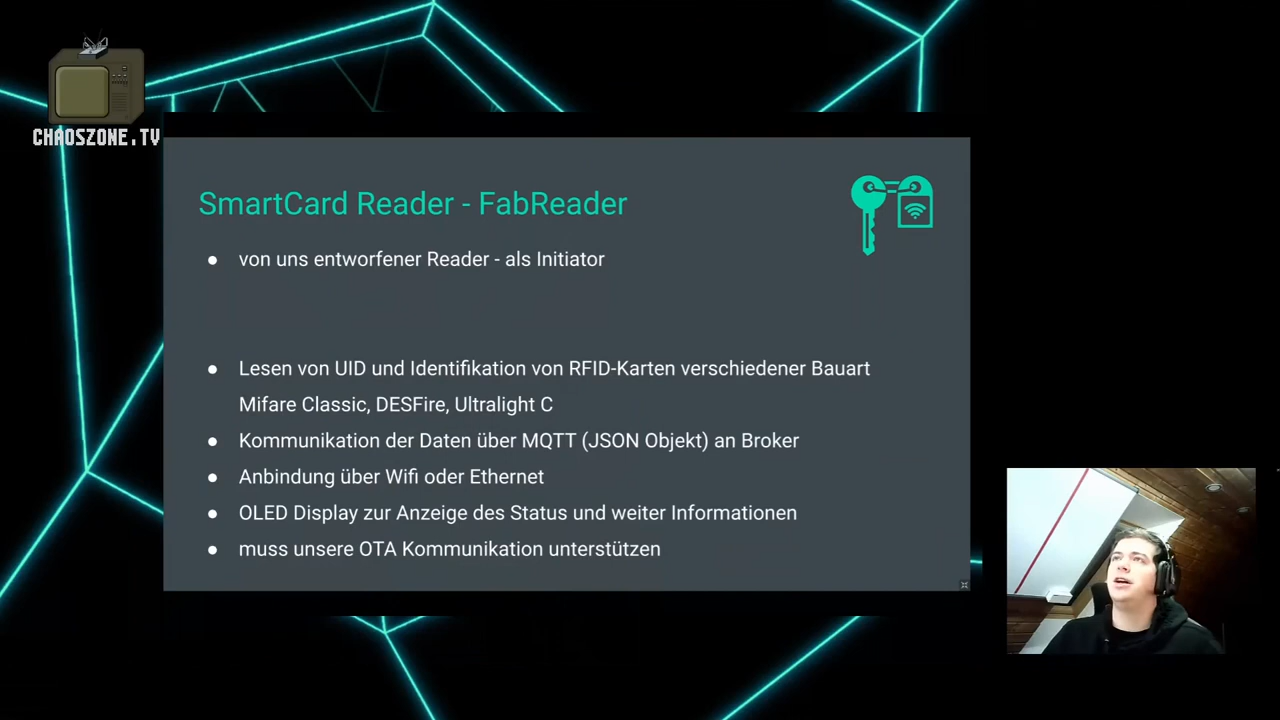 CHAOSZONE.TV
SmartCard Reader - FabReader
● von uns entworfener Reader - als Initiator
● Lesen von UID und Identifikation von RFID-Karten verschiedener Bauart
Mifare Classic, DESFire, Ultralight C
● Kommunikation der Daten über MQTT (JSON Objekt) an Broker
● Anbindung über Wifi oder Ethernet
● OLED Display zur Anzeige des Status und weiter Informationen
● muss unsere OTA Kommunikation unterstützen